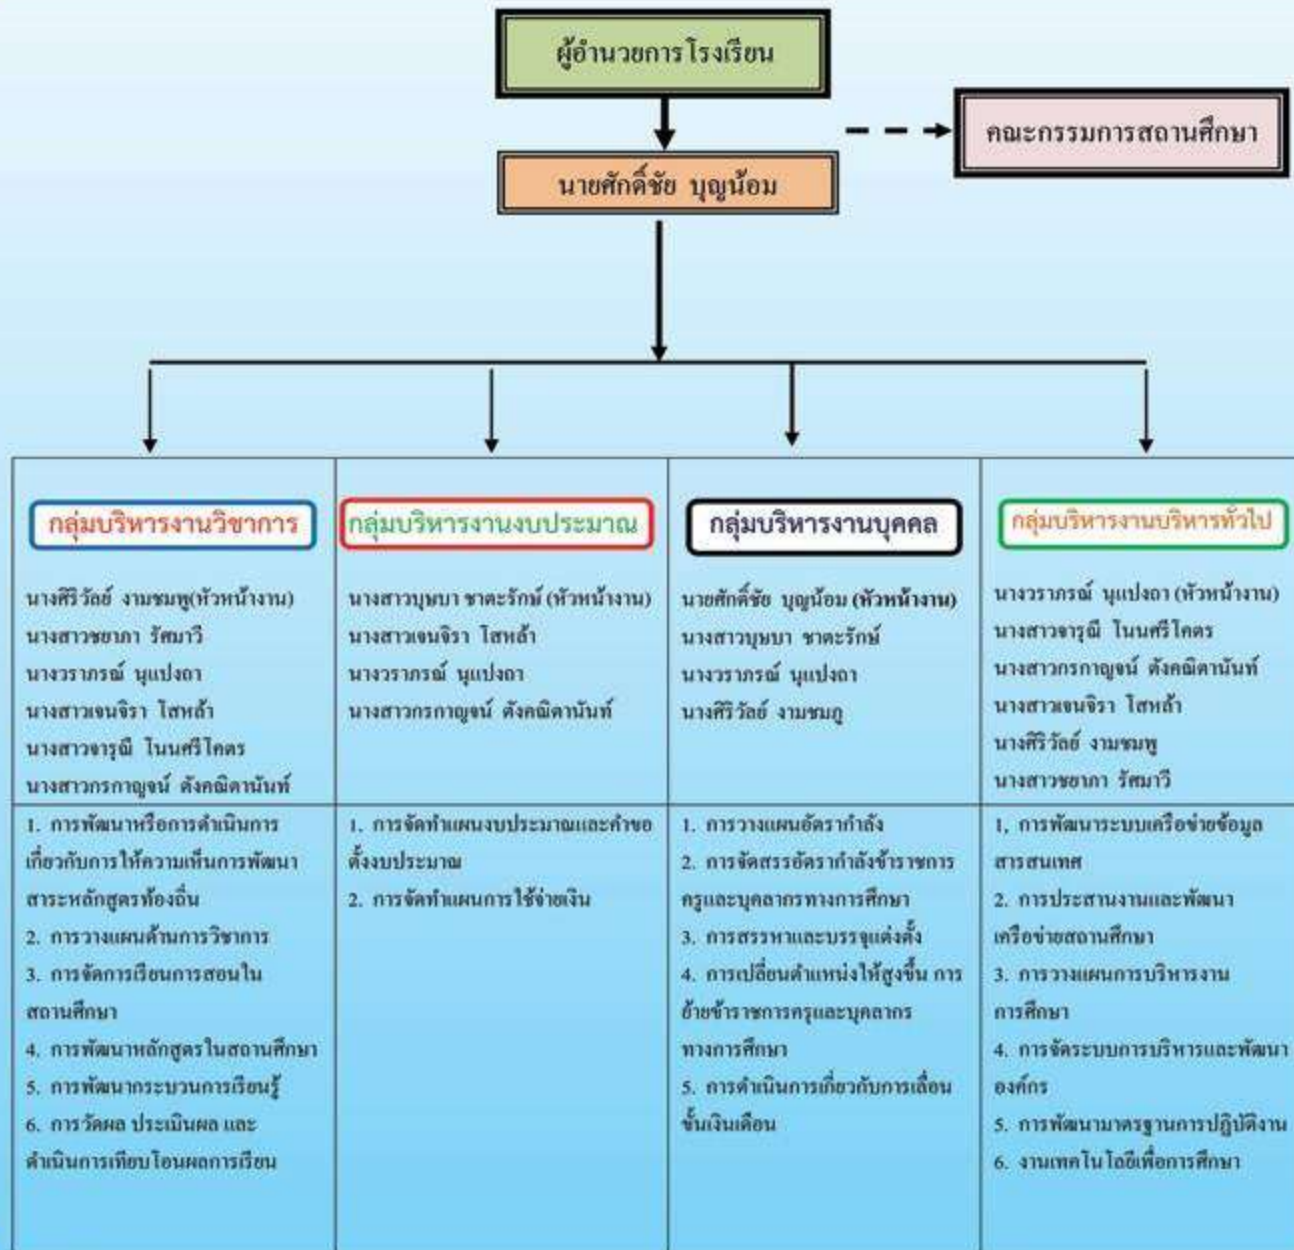 ผู้อำนวยการโรงเรียน
คณะกรรมการสถานศึกษา
นายศักดิ์ชัย บุญน้อม
กลุ่มบริหารงานวิชาการ
นางศิริวัลย์ งามชมพู(หัวหน้างาน)
นางสาวชยาภา รัศมาวี
นางวราภรณ์ นูแปงถา
นางสาวเจนจิรา โสหล้า
นางสาวจารุณี โนนศรีโคตร
นางสาวกรกาญจน์ ตังคณิตานันท์
1. การพัฒนาหรือการดำเนินการ
เกี่ยวกับการให้ความเห็นการพัฒนา
สาระหลักสูตรท้องถิ่น
2. การวางแผนด้านการวิชาการ
3. การจัดการเรียนการสอนใน
สถานศึกษา
4. การพัฒนาหลักสูตรในสถานศึกษา
5. การพัฒนากระบวนการเรียนรู้
6. การวัดผล ประเมินผล และ
ดำเนินการเทียบโอนผลการเรียน
กลุ่มบริหารงานงบประมาณ
นางสาวบุษบา ชาตะรักษ์ (หัวหน้างาน)
นางสาวเจนจิรา โสหล้า
นางวราภรณ์ นูแปงถา
นางสาวกรกาญจน์ ตังคณิตานันท์
1. การจัดทำแผนงบประมาณและคำขอ
ตั้งงบประมาณ
2. การจัดทำแผนการใช้จ่ายเงิน
กลุ่มบริหารงานบุคคล
นายศักดิ์ชัย บุญน้อม (หัวหน้างาน)
นางสาวบุษบา ชาตะรักษ์
นางวราภรณ์ นูแปงถา
นางศิริวัลย์ งามชมภู
1. การวางแผนอัตรากำลัง
2. การจัดสรรอัตรากำลังข้าราชการ
ครูและบุคลากรทางการศึกษา
3. การสรรหาและบรรจุแต่งตั้ง
4. การเปลี่ยนตำแหน่งให้สูงขึ้น การ
ย้ายข้าราชการครูและบุคลากร
ทางการศึกษา
5. การดำเนินการเกี่ยวกับการเลื่อน
ขั้นเงินเดือน
กลุ่มบริหารงานบริหารทั่วไป
นางวราภรณ์ นูแปงถา (หัวหน้างาน)
นางสาวจารุณี โนนศรีโคตร
นางสาวกรกาญจน์ ตังคณิตานันท์
นางสาวเจนจิรา โสหล้า
นางศิริวัลย์ งามชมพู
นางสาวชยาภา รัศมาวี
1, การพัฒนาระบบเครือข่ายข้อมูล
สารสนเทศ
2. การประสานงานและพัฒนา
เครือข่ายสถานศึกษา
3. การวางแผนการบริหารงาน
การศึกษา
4. การจัดระบบการบริหารและพัฒนา
องค์กร
5. การพัฒนามาตรฐานการปฏิบัติงาน
6. งานเทคโนโลยีเพื่อการศึกษา